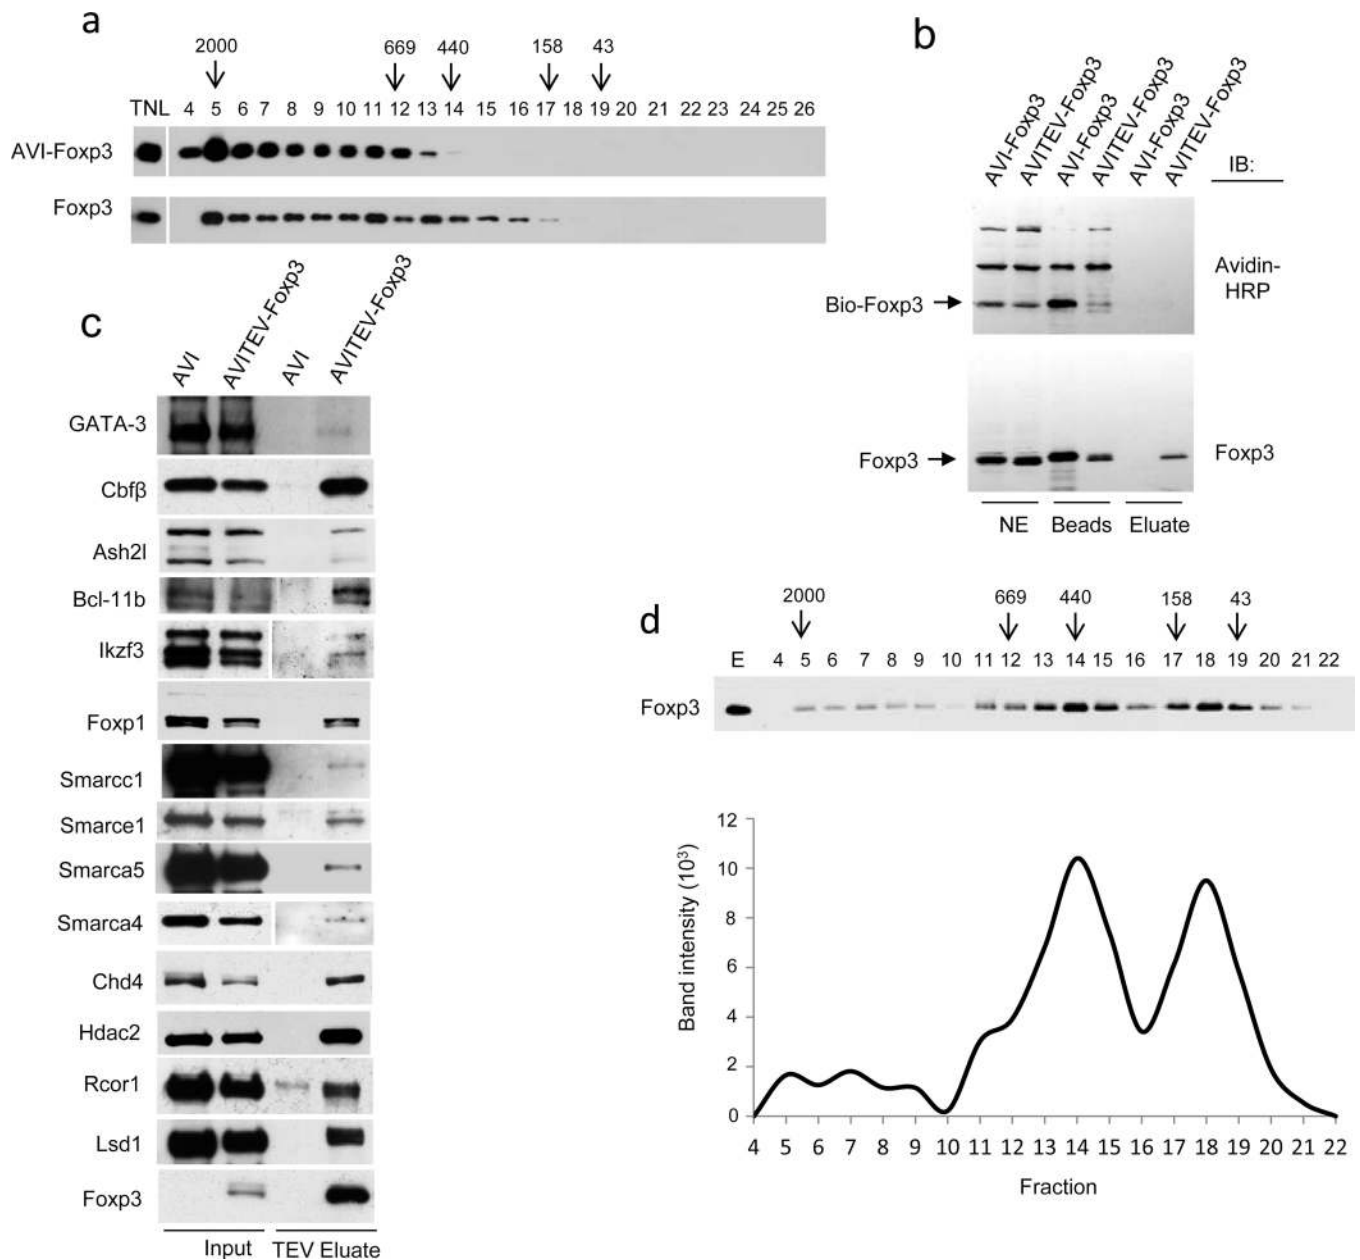 a
2000 669 440 158 43
TNL 4 5 6 7 8 9 10 11 12 13 14 15 16 17 18 19 20 21 22 23 24 25 26
AVI-Foxp3
Foxp3
b
AVI-Foxp3 AVITEV-Foxp3 AVI-Foxp3 AVITEV-Foxp3 AVI-Foxp3 AVITEV-Foxp3
IB:
Bio-Foxp3
Avidin-
HRP
Foxp3
Foxp3
NE Beads Eluate
c
AVI AVITEV-Foxp3 AVI AVITEV-Foxp3
GATA-3
Cbfβ
Ash2l
Bcl-11b
Ikzf3
Foxp1
Smarcc1
Smarce1
Smarca5
Smarca4
Chd4
Hdac2
Rcor1
Lsd1
Foxp3
Input TEV Eluate
d
2000 669 440 158 43
E 4 5 6 7 8 9 10 11 12 13 14 15 16 17 18 19 20 21 22
Foxp3
Band intensity (10³)
12
10
8
6
4
2
0
4 5 6 7 8 9 10 11 12 13 14 15 16 17 18 19 20 21 22
Fraction